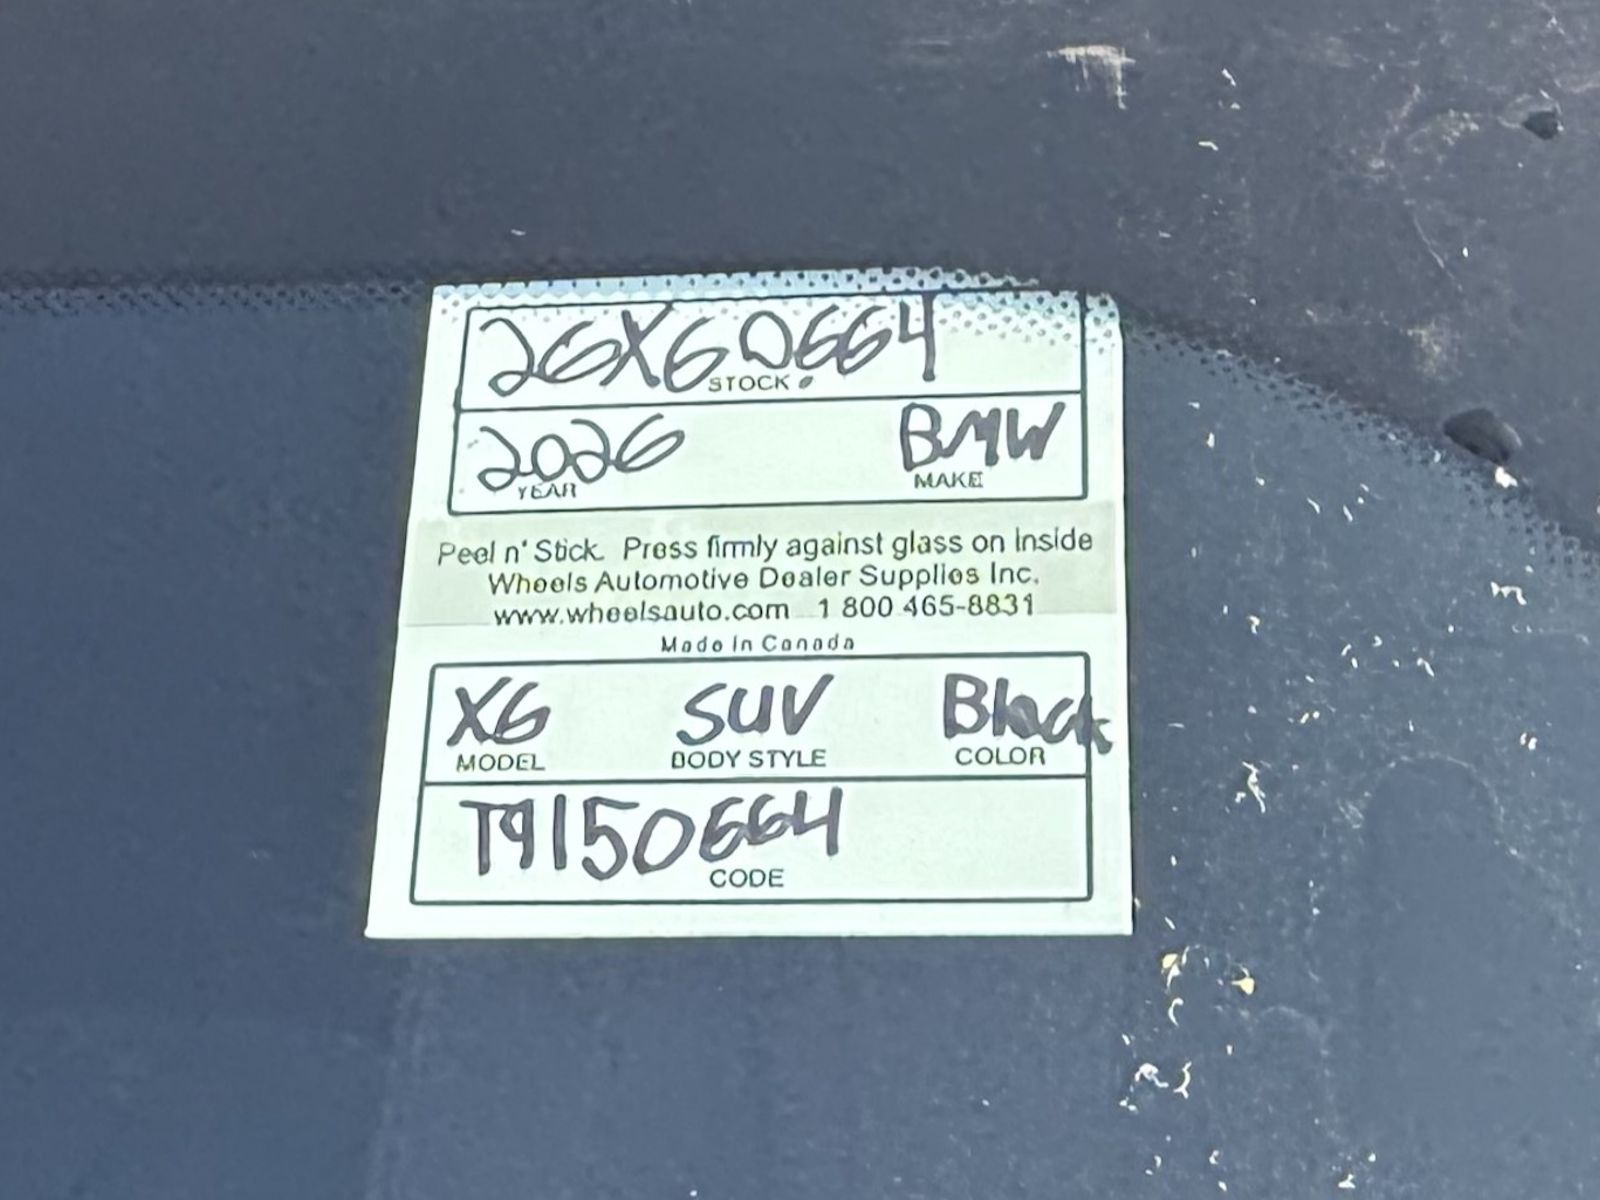 26X60664
STOCK #
2026 BMW
YEAR MAKE
Peel n' Stick. Press firmly against glass on inside
Wheels Automotive Dealer Supplies Inc.
www.wheelsauto.com 1 800 465-8831
Made in Canada
X6 SUV Black
MODEL BODY STYLE COLOR
T9150664
CODE